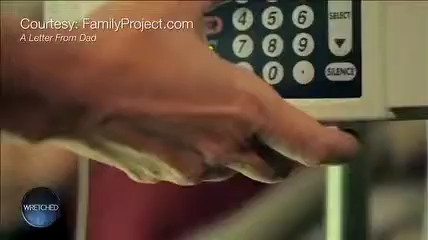 Courtesy: FamilyProject.com
A Letter From Dad
4 5 6 SELECT
7 8 9
0 . SILENCE
WRETCHED